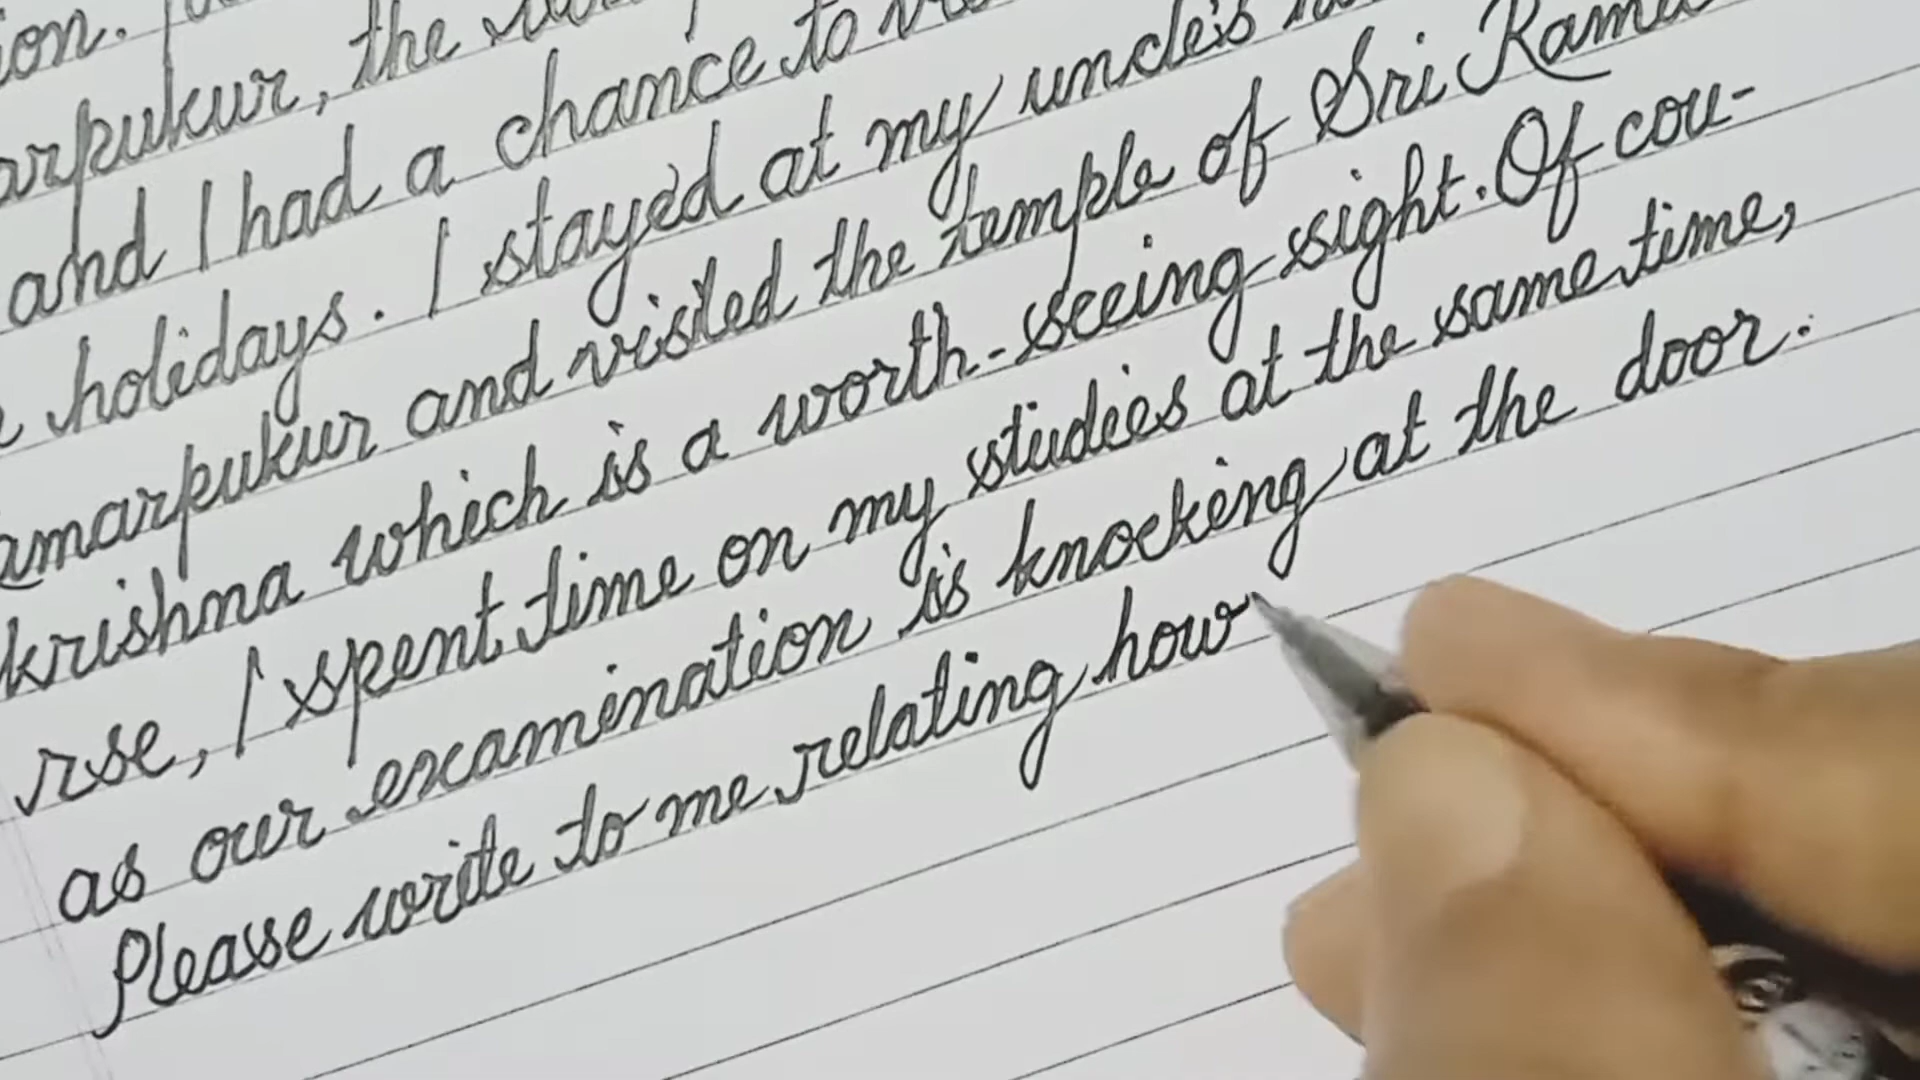 ion.
arpukur, the
and I had a chance to
holidays. I stayed at my uncle's
amarpukur and visited the temple of Sri Rama
krishna which is a worth-seeing sight. Of cou-
rse, I spent time on my studies at the same time,
as our examination is knocking at the door.
Please write to me relating how